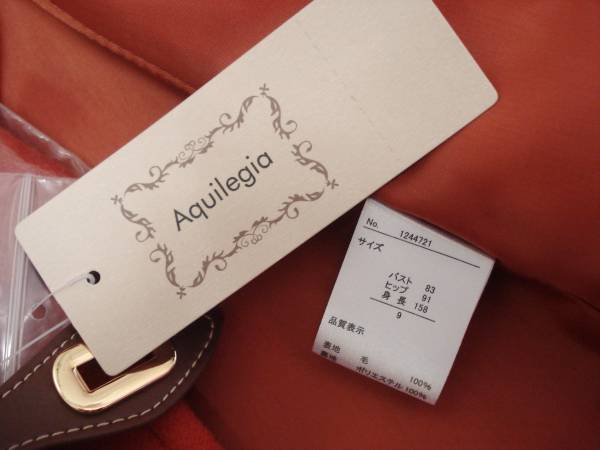 Aquilegia
No. 1244721
サイズ
バスト 83
ヒップ 91
身長 158
9
品質表示
表地 毛 100%
裏地 ポリエステル 100%